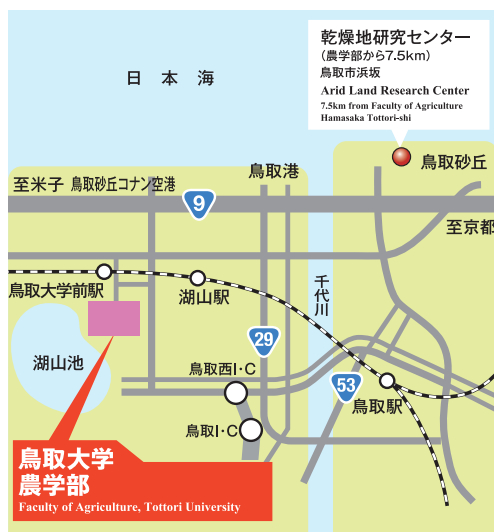 乾燥地研究センター
(農学部から7.5km)
鳥取市浜坂
Arid Land Research Center
7.5km from Faculty of Agriculture
Hamasaka Tottori-shi
日本海
鳥取砂丘
鳥取港
至米子 鳥取砂丘コナン空港
9
至京都
鳥取大学前駅
湖山駅
千代川
湖山池
29
鳥取西I・C
53
鳥取駅
鳥取I・C
鳥取大学
農学部
Faculty of Agriculture, Tottori University